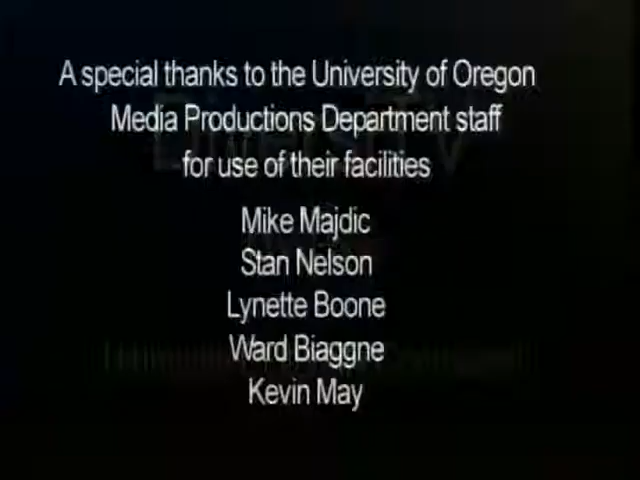 A special thanks to the University of Oregon
Media Productions Department staff
for use of their facilities
Mike Majdic
Stan Nelson
Lynette Boone
Ward Biaggne
Kevin May